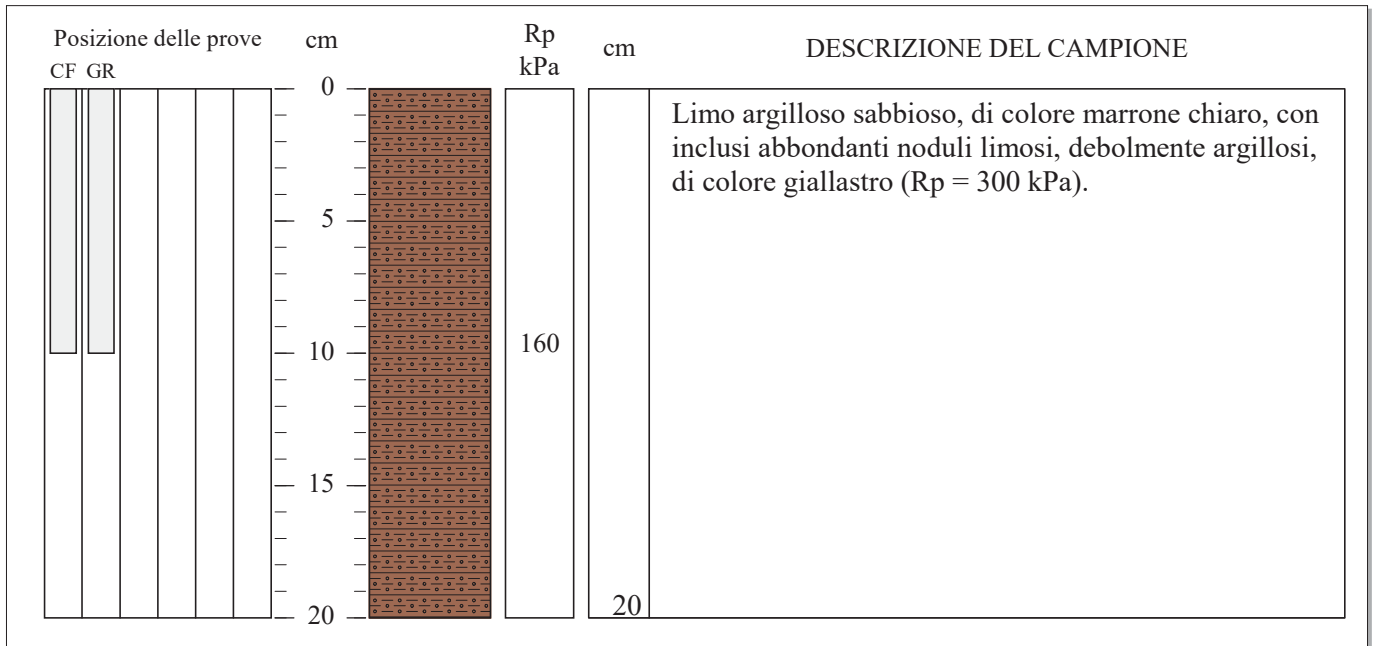 Posizione delle prove
CF GR
cm
Rp
kPa
cm
DESCRIZIONE DEL CAMPIONE
0
5
10
15
20
160
20
Limo argilloso sabbioso, di colore marrone chiaro, con
inclusi abbondanti noduli limosi, debolmente argillosi,
di colore giallastro (Rp = 300 kPa).